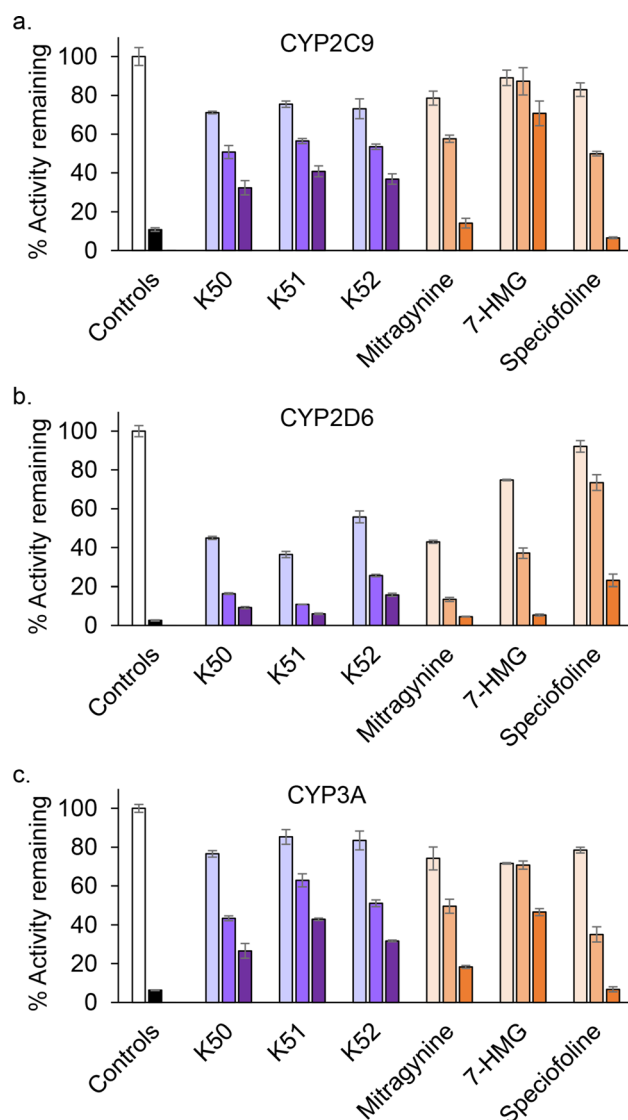 a.
CYP2C9
% Activity remaining
100
80
60
40
20
0
Controls
K50
K51
K52
Mitragynine
7-HMG
Speciofoline
b.
CYP2D6
% Activity remaining
100
80
60
40
20
0
Controls
K50
K51
K52
Mitragynine
7-HMG
Speciofoline
c.
CYP3A
% Activity remaining
100
80
60
40
20
0
Controls
K50
K51
K52
Mitragynine
7-HMG
Speciofoline